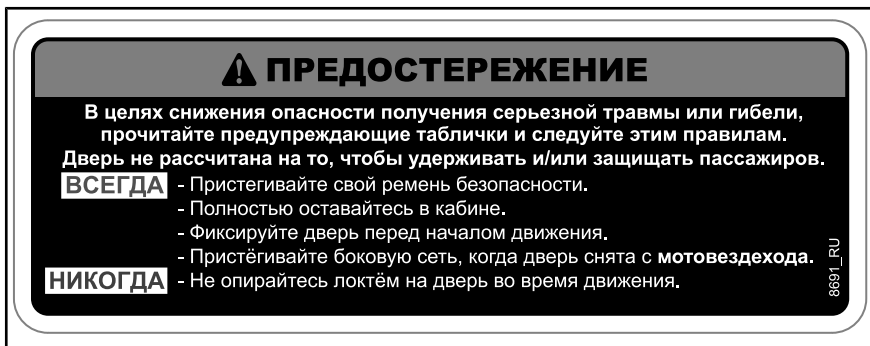 ПРЕДОСТЕРЕЖЕНИЕ
В целях снижения опасности получения серьезной травмы или гибели,
прочитайте предупреждающие таблички и следуйте этим правилам.
Дверь не рассчитана на то, чтобы удерживать и/или защищать пассажиров.
ВСЕГДА - Пристегивайте свой ремень безопасности.
- Полностью оставайтесь в кабине.
- Фиксируйте дверь перед началом движения.
- Пристёгивайте боковую сеть, когда дверь снята с мотовездехода.
НИКОГДА - Не опирайтесь локтём на дверь во время движения.
8691_RU